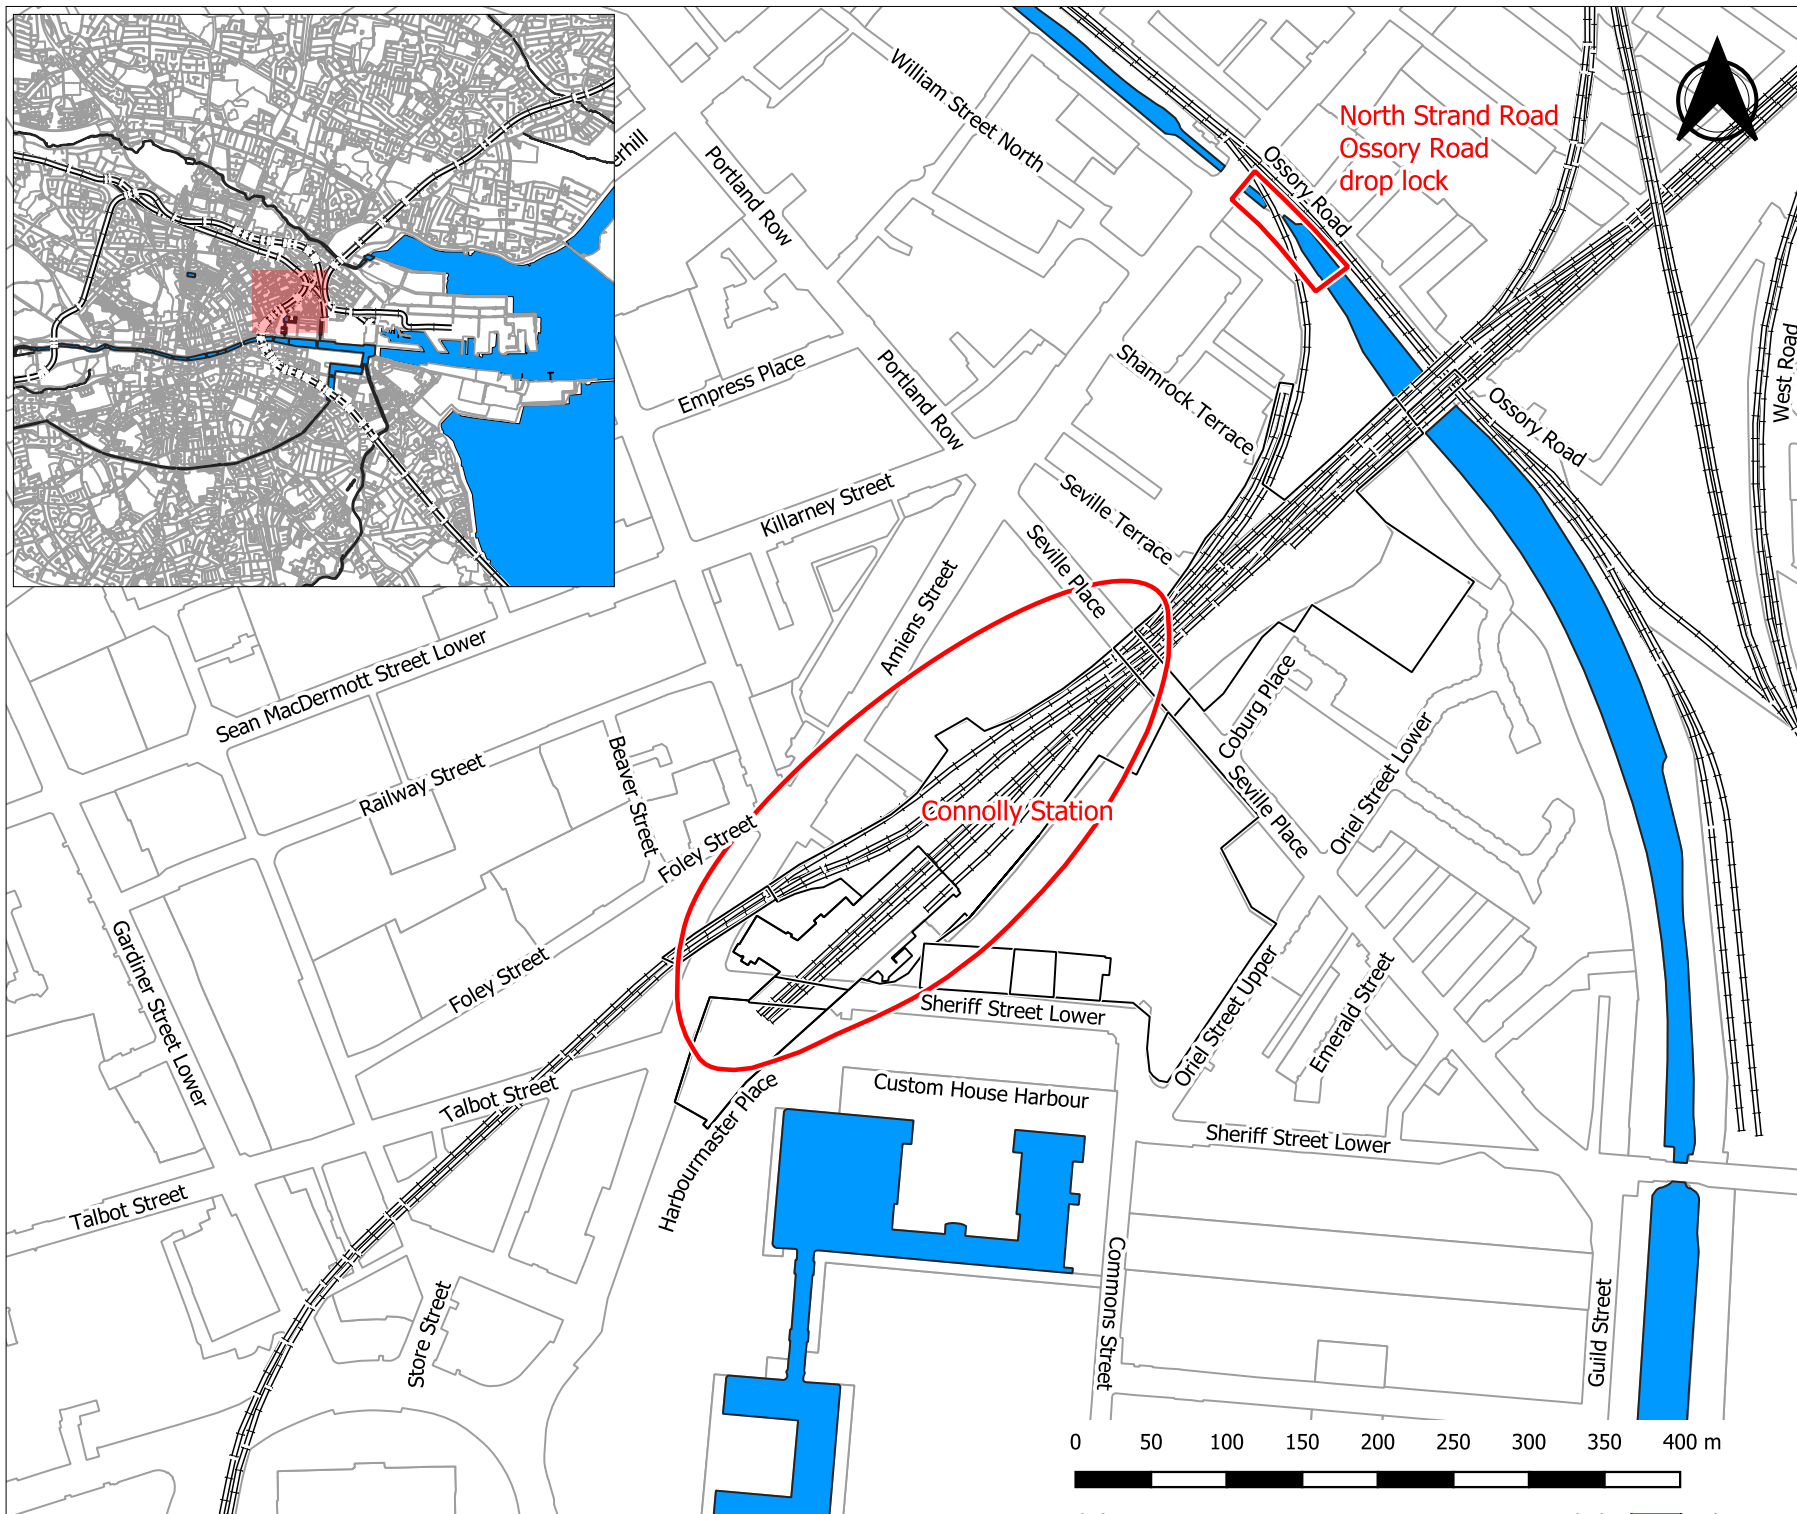 William Street North
North Strand Road
Ossory Road
drop lock
erhill
Portland Row
Ossory Road
Empress Place
Portland Row
Shamrock Terrace
West Road
Ossory Road
Killarney Street
Seville Terrace
Seville Place
Amiens Street
Sean MacDermott Street Lower
Coburg Place
Railway Street
Beaver Street
Oriel Street Lower
Seville Place
Connolly Station
Foley Street
Gardiner Street Lower
Foley Street
Sheriff Street Lower
Oriel Street Upper
Emerald Street
Talbot Street
Custom House Harbour
Harbourmaster Place
Sheriff Street Lower
Talbot Street
Commons Street
Store Street
Guild Street
0 50 100 150 200 250 300 350 400 m